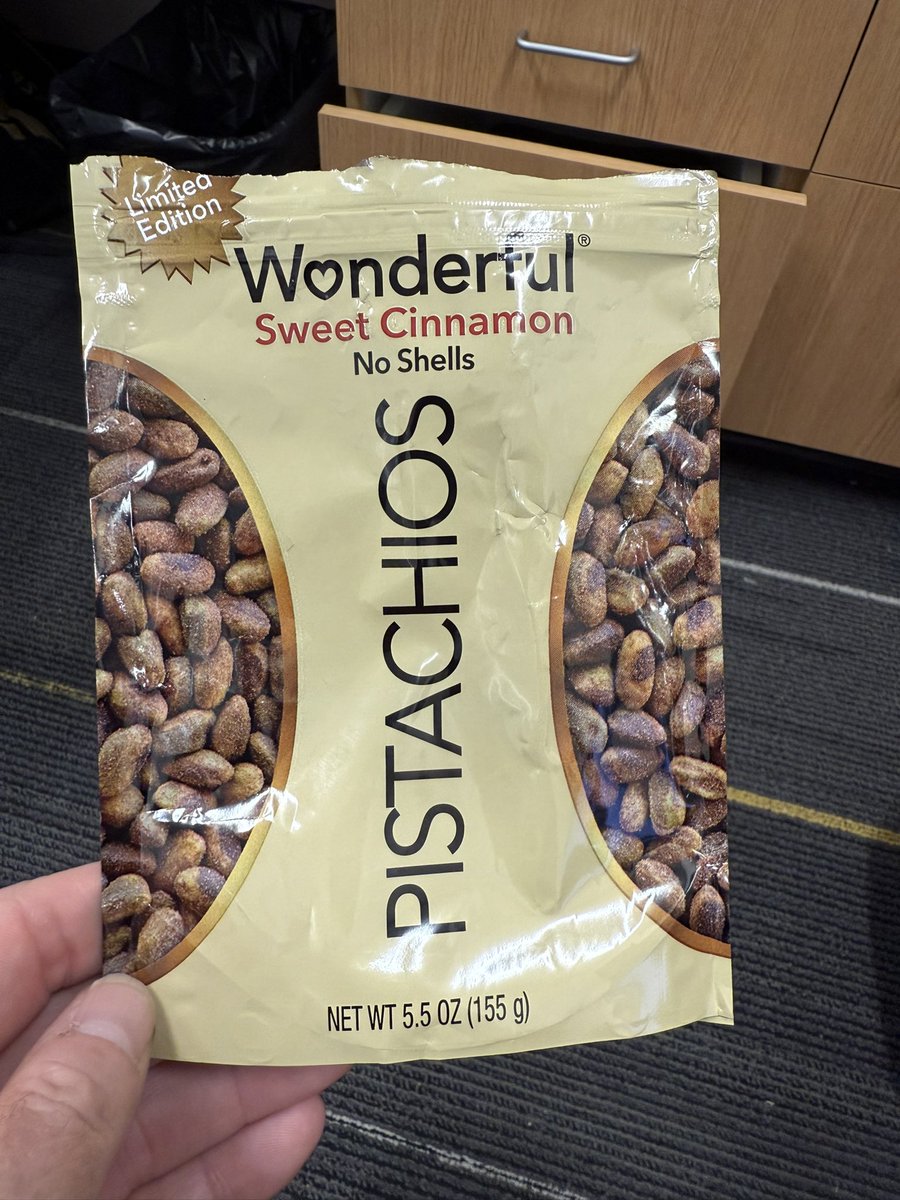 Limited
Edition
Wonderful®
Sweet Cinnamon
No Shells
PISTACHIOS
NET WT 5.5 OZ (155 g)